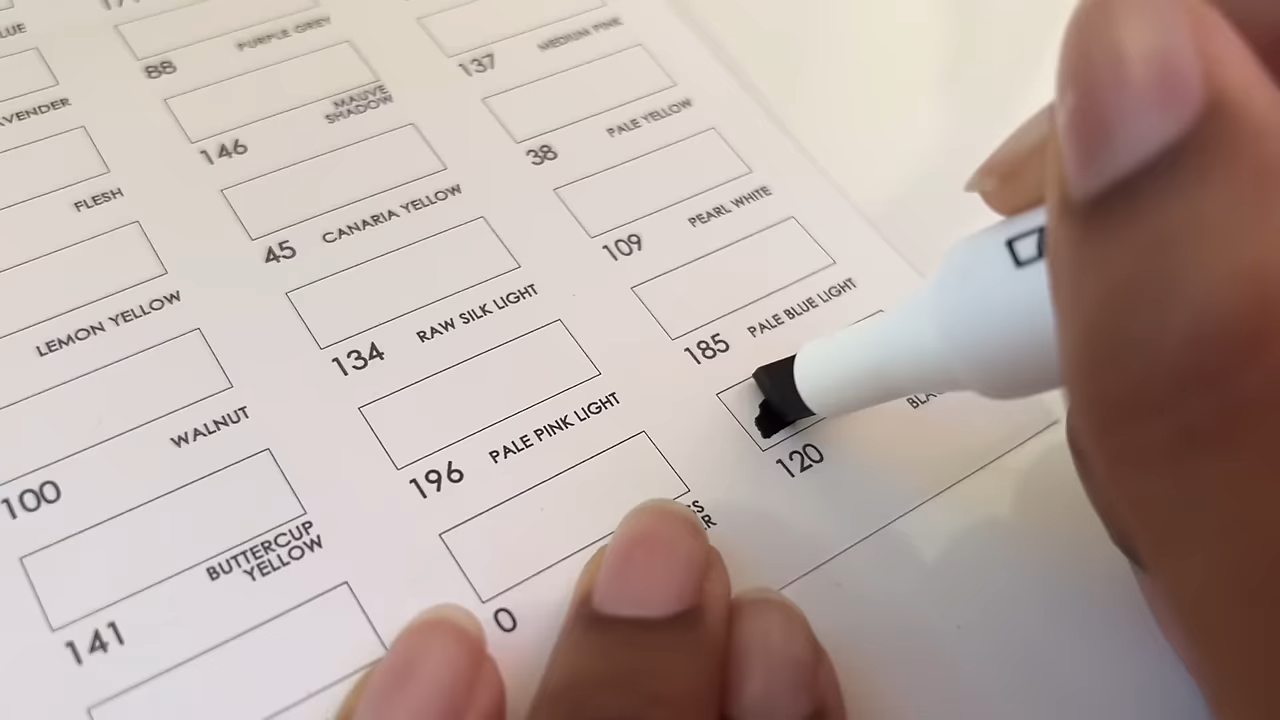 88
PURPLE GREY
137
MEDIUM PINK
146
MAUVE
SHADOW
38
PALE YELLOW
FLESH
45
CANARIA YELLOW
109
PEARL WHITE
LEMON YELLOW
134
RAW SILK LIGHT
185
PALE BLUE LIGHT
100
WALNUT
196
PALE PINK LIGHT
120
141
BUTTERCUP
YELLOW
0